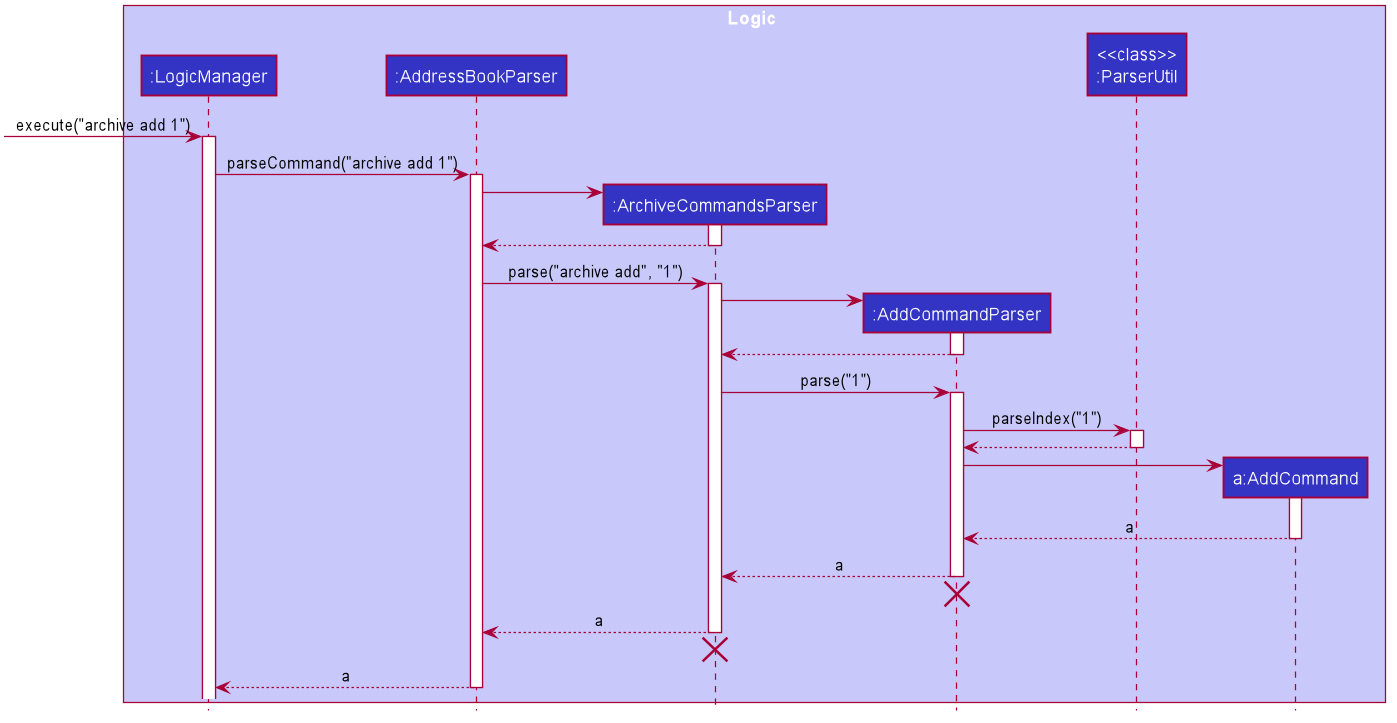 Logic
<<class>>
:ParserUtil
:LogicManager
:AddressBookParser
execute("archive add 1")
parseCommand("archive add 1")
:ArchiveCommandsParser
parse("archive add", "1")
:AddCommandParser
parse("1")
parseIndex("1")
a:AddCommand
a
a
a
a